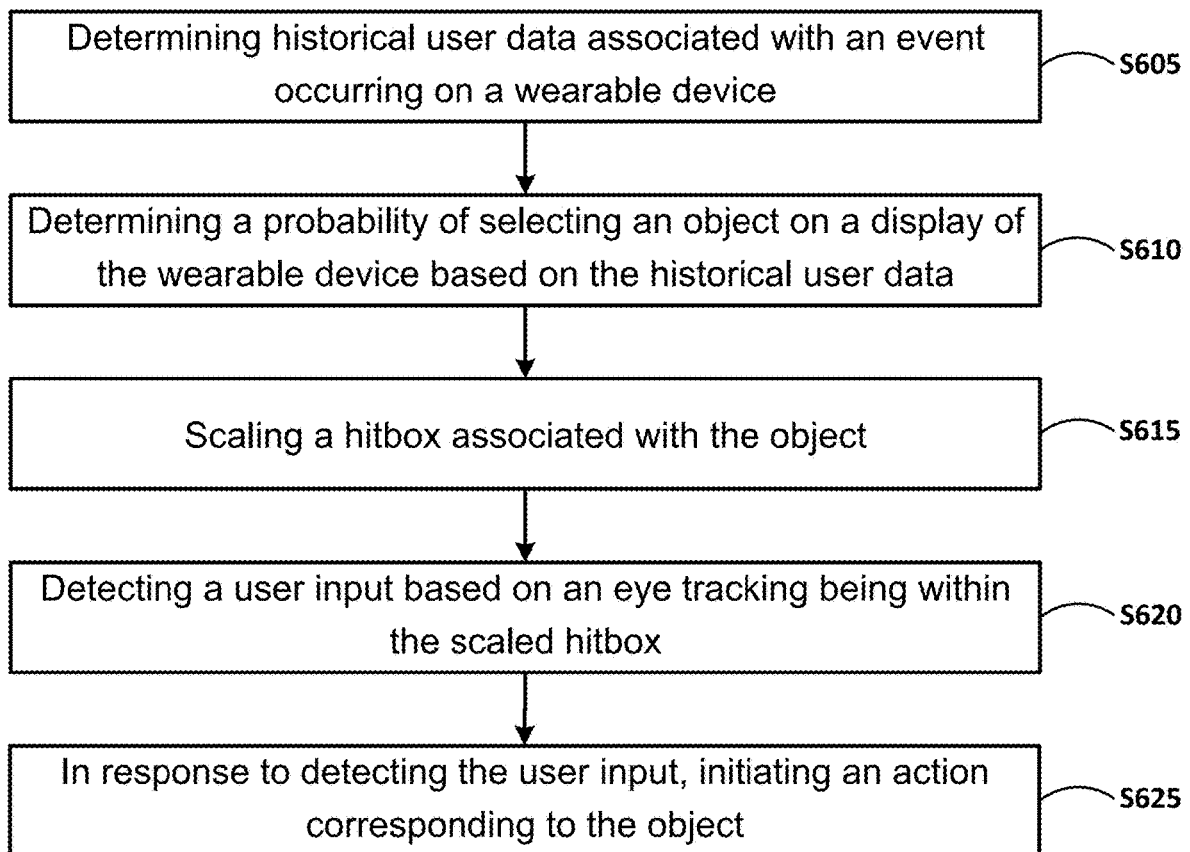 Determining historical user data associated with an event
occurring on a wearable device
S605
Determining a probability of selecting an object on a display of
the wearable device based on the historical user data
S610
Scaling a hitbox associated with the object
S615
Detecting a user input based on an eye tracking being within
the scaled hitbox
S620
In response to detecting the user input, initiating an action
corresponding to the object
S625